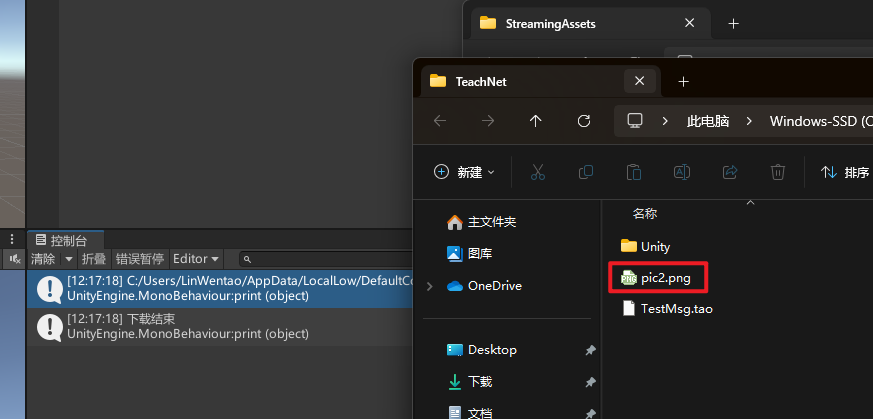 StreamingAssets
TeachNet
此电脑
Windows-SSD (C
新建
排序
名称
主文件夹
图库
OneDrive
Desktop
下载
文档
Unity
pic2.png
TestMsg.tao
控制台
清除 折叠 错误暂停 Editor
[12:17:18] C:/Users/LinWentao/AppData/LocalLow/DefaultCo
UnityEngine.MonoBehaviour:print (object)
[12:17:18] 下载结束
UnityEngine.MonoBehaviour:print (object)